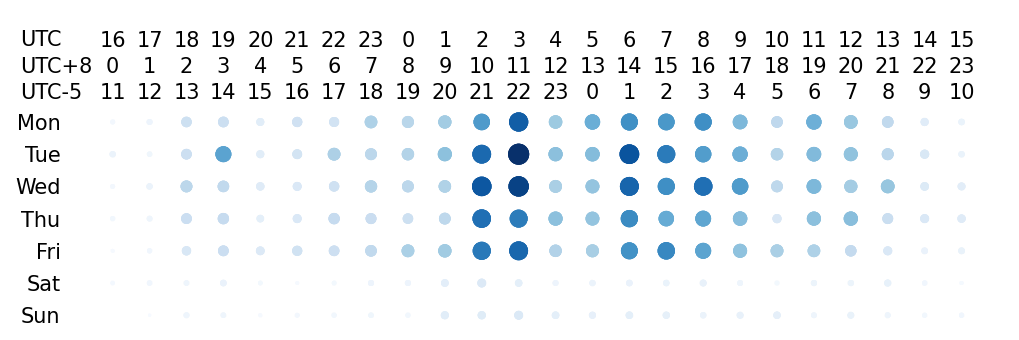 UTC 16 17 18 19 20 21 22 23 0 1 2 3 4 5 6 7 8 9 10 11 12 13 14 15
UTC+8 0 1 2 3 4 5 6 7 8 9 10 11 12 13 14 15 16 17 18 19 20 21 22 23
UTC-5 11 12 13 14 15 16 17 18 19 20 21 22 23 0 1 2 3 4 5 6 7 8 9 10
Mon
Tue
Wed
Thu
Fri
Sat
Sun